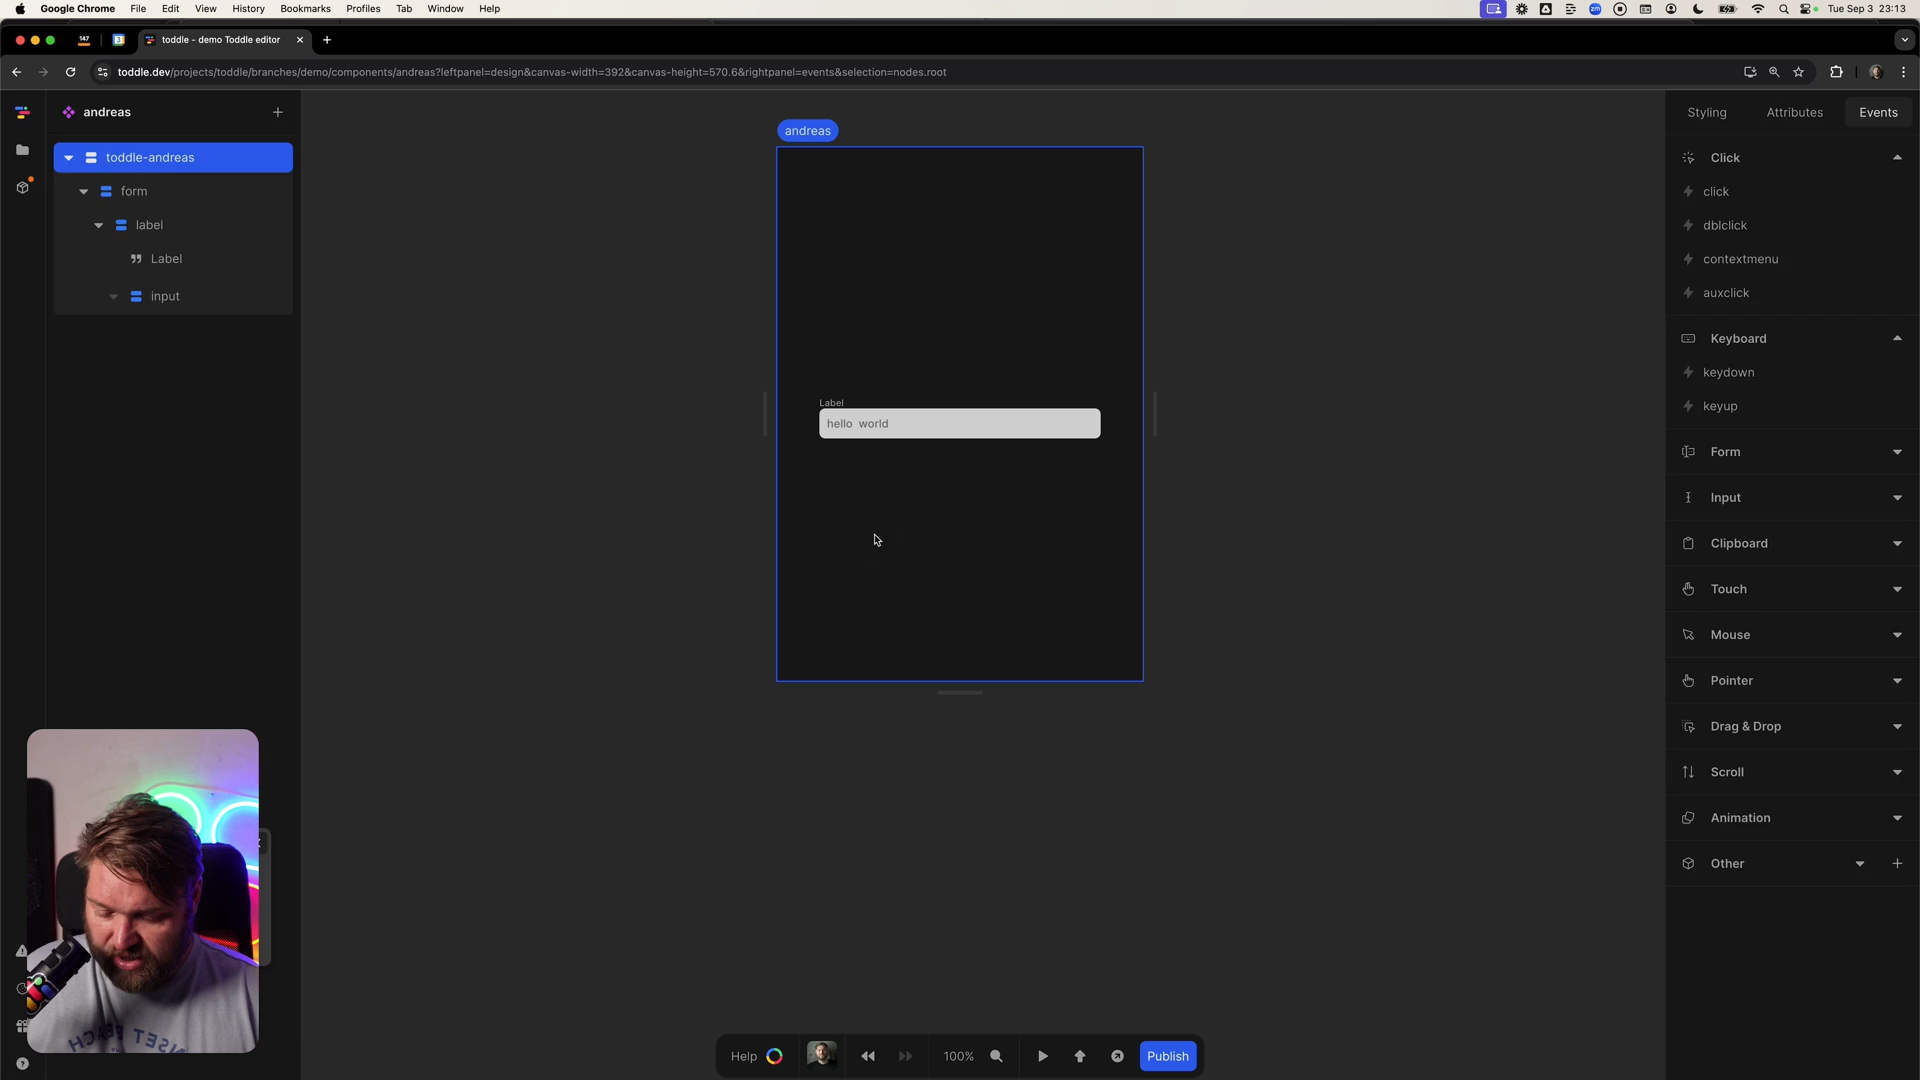 Google Chrome File Edit View History Bookmarks Profiles Tab Window Help
zm
Tue Sep 3 23:13
147
3
toddle - demo Toddle editor
toddle.dev/projects/toddle/branches/demo/components/andreas?leftpanel=design&canvas-width=392&canvas-height=570.6&rightpanel=events&selection=nodes.root
andreas
toddle-andreas
form
label
Label
input
andreas
Label
hello world
Styling Attributes Events
Click
click
dblclick
contextmenu
auxclick
Keyboard
keydown
keyup
Form
Input
Clipboard
Touch
Mouse
Pointer
Drag & Drop
Scroll
Animation
Other
Help
100%
Publish